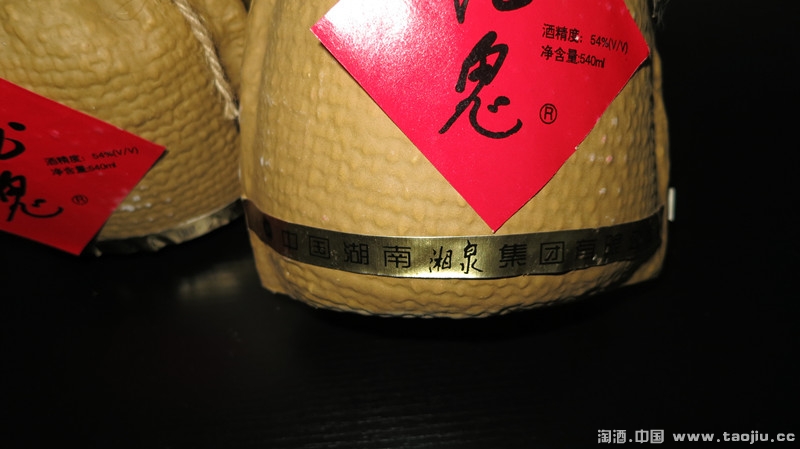 酒精度：54%(V/V)
净含量:540ml
鬼
®
酒精度：54%(V/V)
净含量:540ml
鬼
®
中国湖南湘泉集团
淘酒.中国 www.taojiu.cc